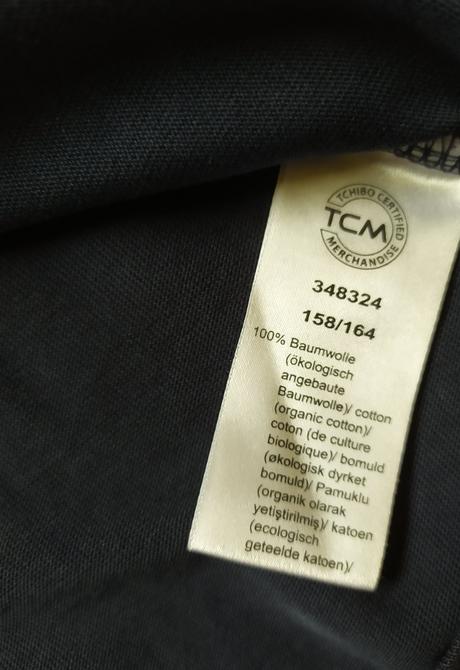 TCHIBO CERTIFIED
TCM
MERCHANDISE
348324
158/164
100% Baumwolle
(ökologisch
angebaute
Baumwolle)/ cotton
(organic cotton)/
coton (de culture
biologique)/ bomuld
(økologisk dyrket
bomuld)/ Pamuklu
(organik olarak
yetiştirilmiş)/ katoen
(ecologisch
geteelde katoen)/